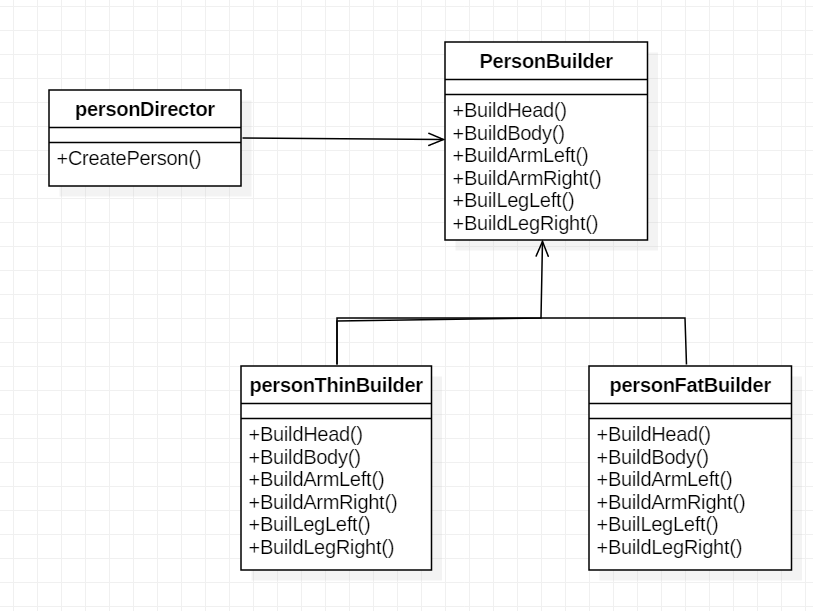 PersonBuilder
+BuildHead()
+BuildBody()
+BuildArmLeft()
+BuildArmRight()
+BuilLegLeft()
+BuildLegRight()
personDirector
+CreatePerson()
personThinBuilder
+BuildHead()
+BuildBody()
+BuildArmLeft()
+BuildArmRight()
+BuilLegLeft()
+BuildLegRight()
personFatBuilder
+BuildHead()
+BuildBody()
+BuildArmLeft()
+BuildArmRight()
+BuilLegLeft()
+BuildLegRight()